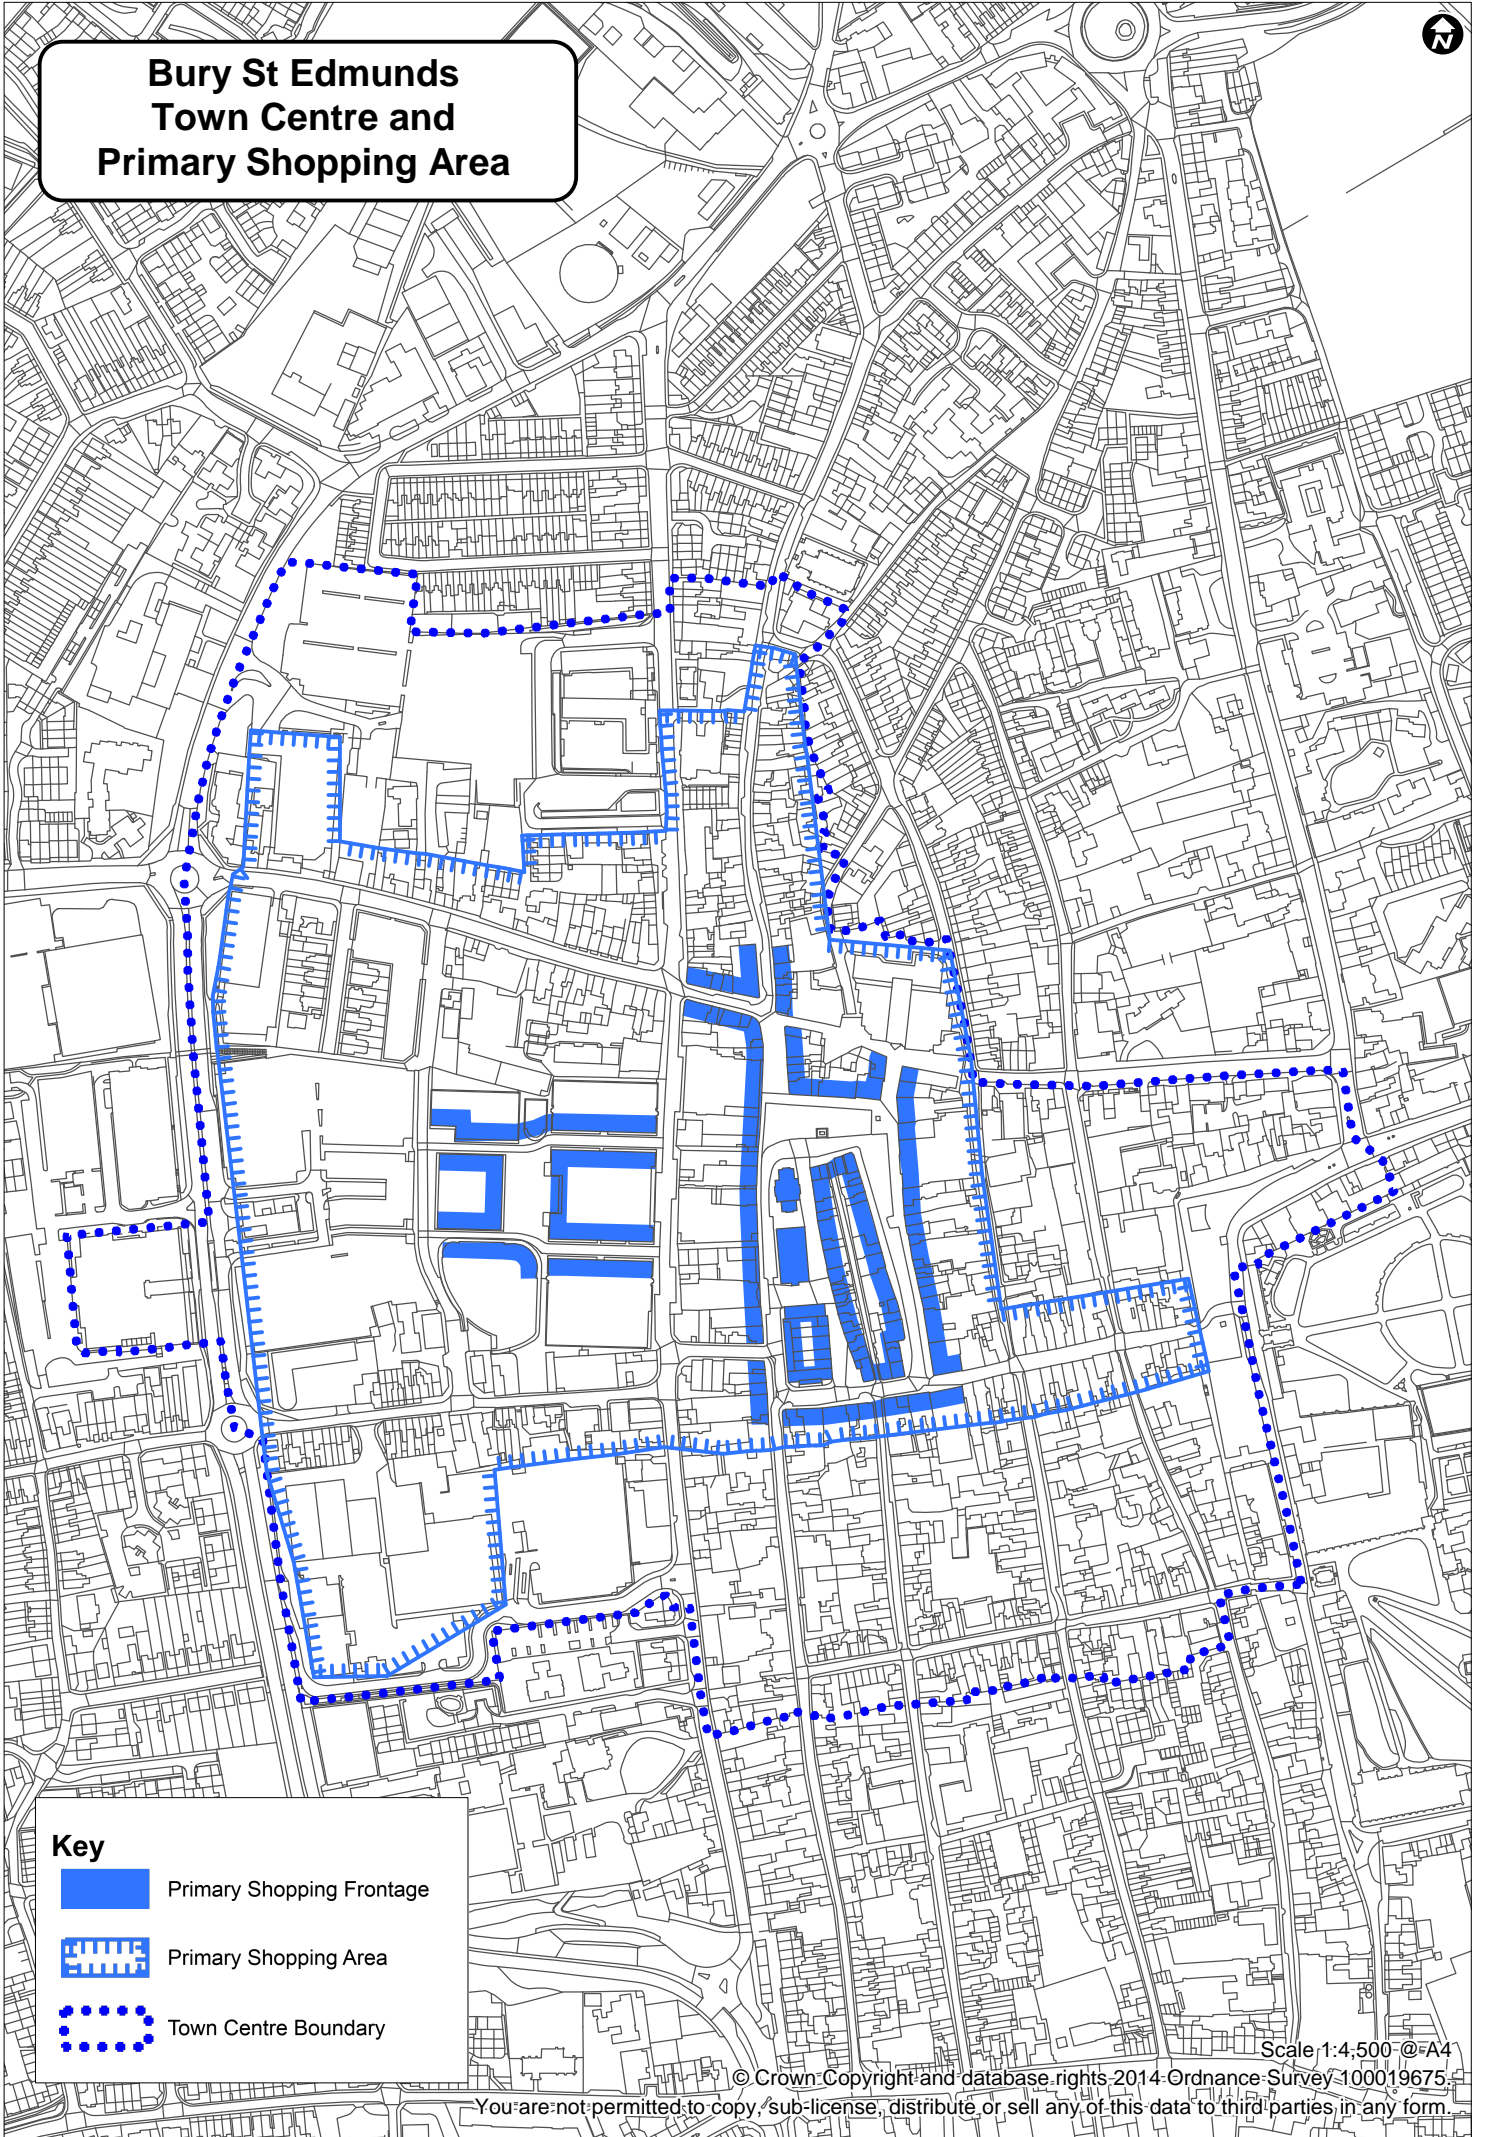 Bury St Edmunds
Town Centre and
Primary Shopping Area
N
Key
Primary Shopping Frontage
Primary Shopping Area
Town Centre Boundary
Scale 1:4,500 @ A4
© Crown Copyright and database rights 2014 Ordnance Survey 100019675.
You are not permitted to copy, sub-license, distribute or sell any of this data to third parties in any form.